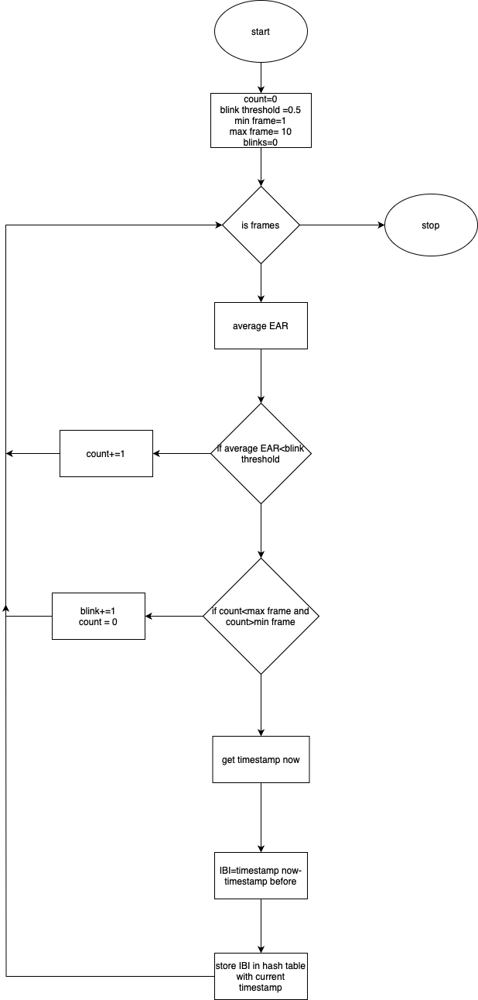 start
count=0
blink threshold =0.5
min frame=1
max frame= 10
blinks=0
is frames
stop
average EAR
if average EAR<blink
threshold
count+=1
if count<max frame and
count>min frame
blink+=1
count = 0
get timestamp now
IBI=timestamp now-
timestamp before
store IBI in hash table
with current
timestamp